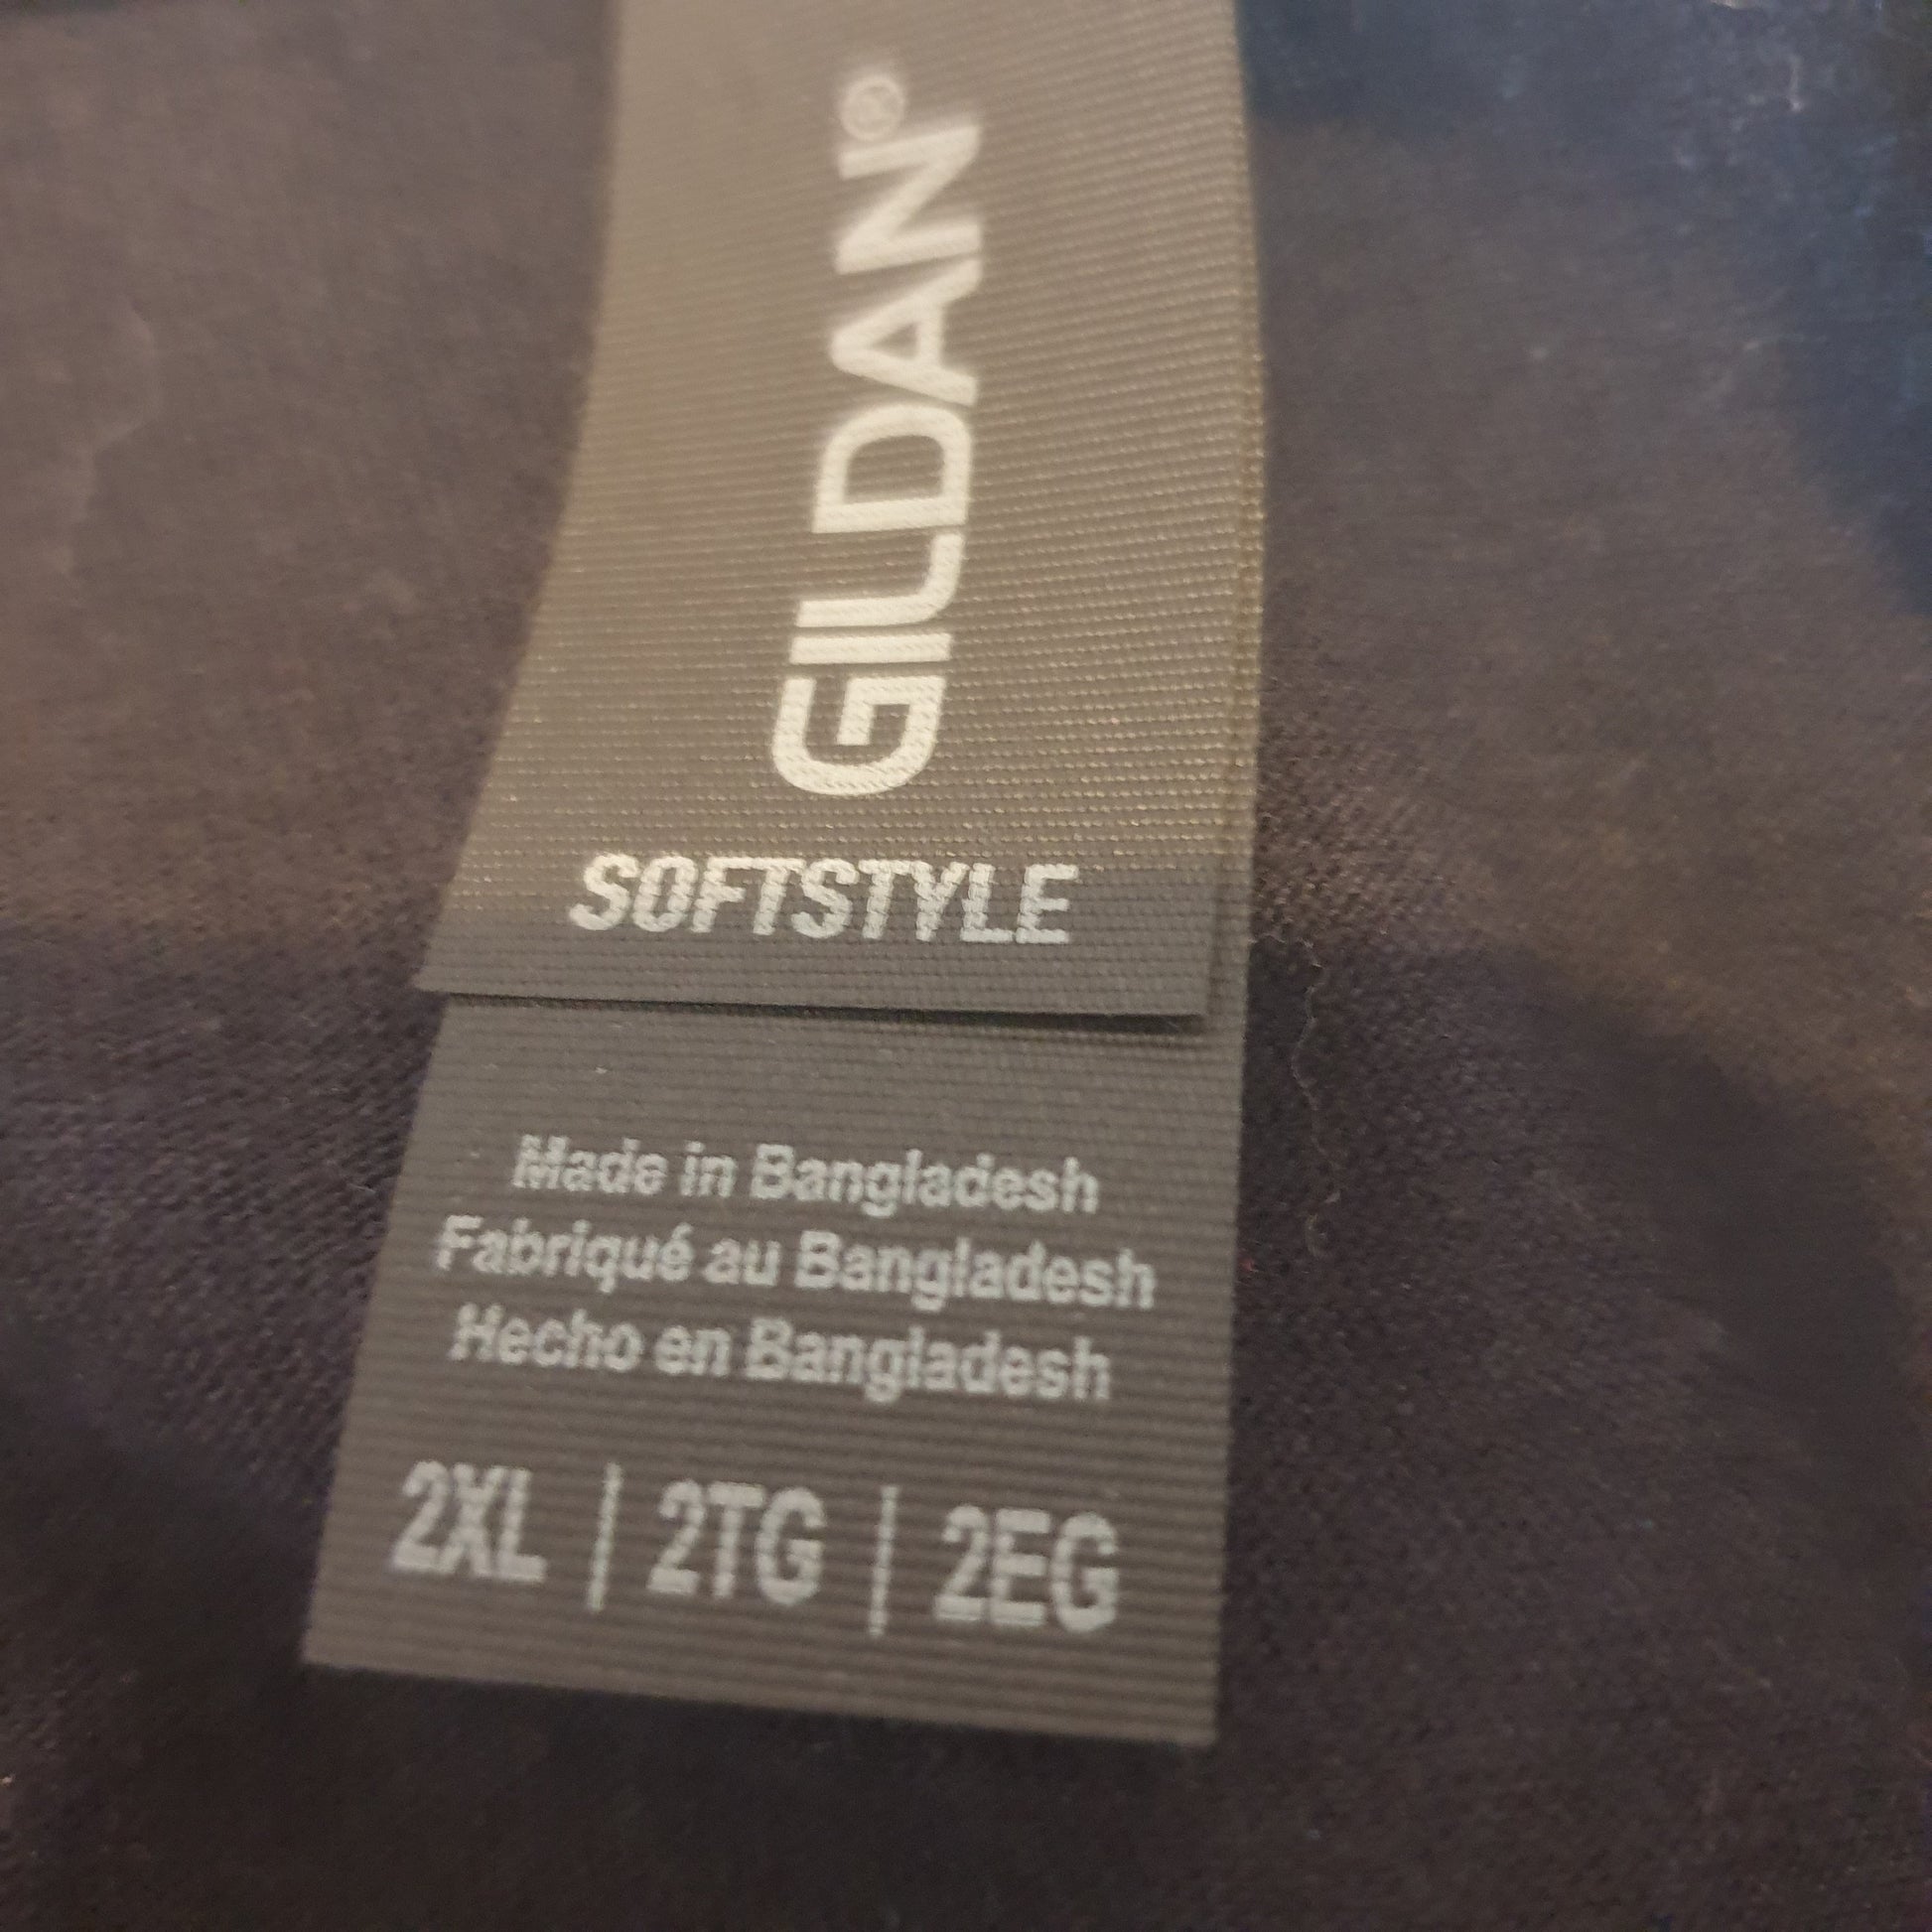 GILDAN®
SOFTSTYLE
Made in Bangladesh
Fabriqué au Bangladesh
Hecho en Bangladesh
2XL | 2TG | 2EG